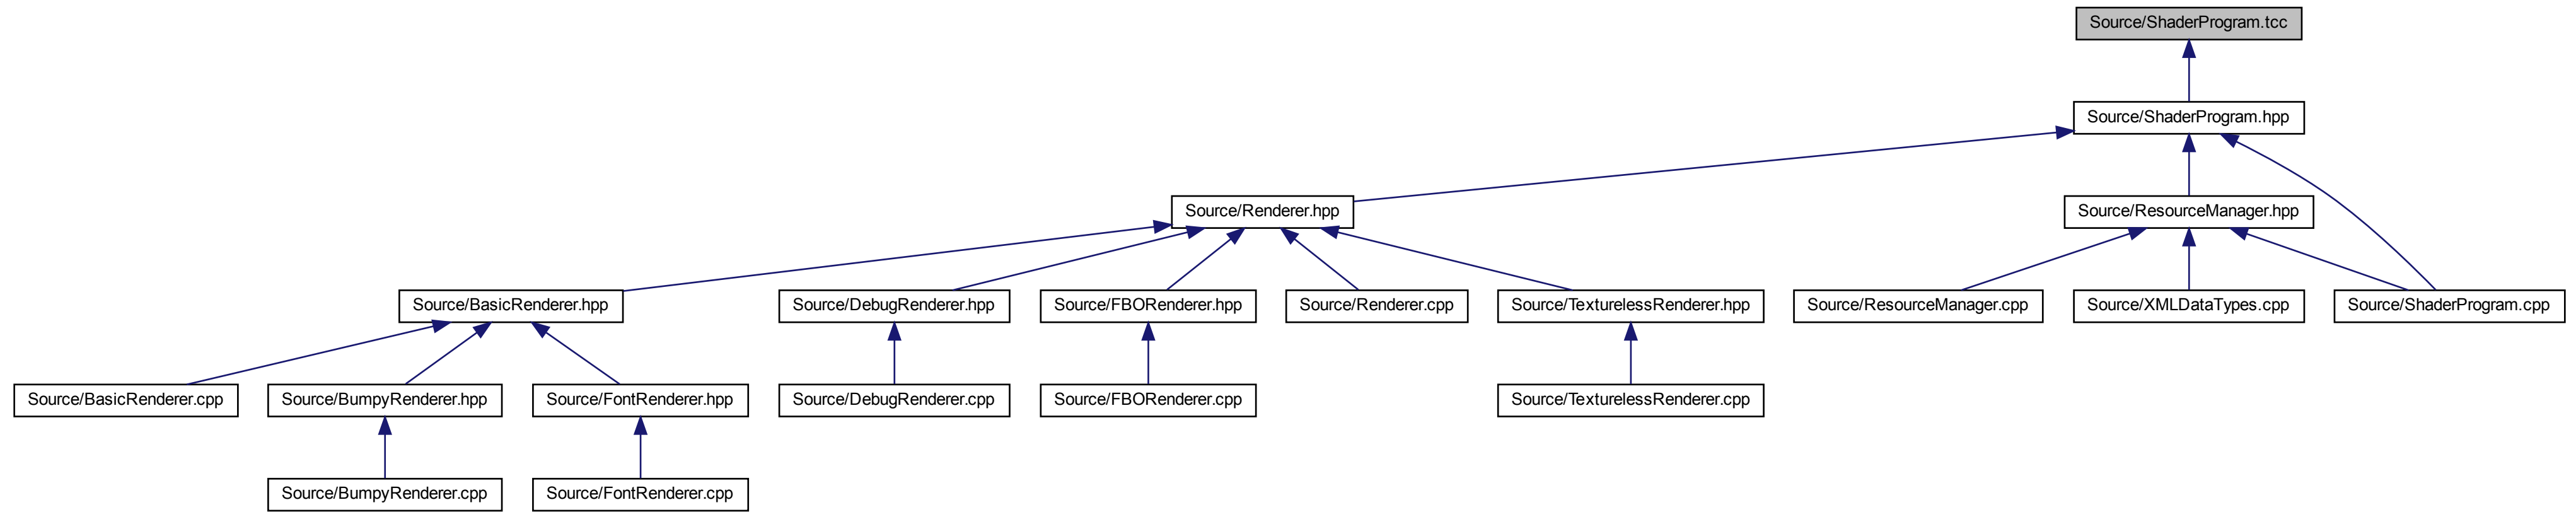 Source/ShaderProgram.tcc
Source/ShaderProgram.hpp
Source/Renderer.hpp
Source/ResourceManager.hpp
Source/BasicRenderer.hpp
Source/DebugRenderer.hpp
Source/FBORenderer.hpp
Source/Renderer.cpp
Source/TexturelessRenderer.hpp
Source/ResourceManager.cpp
Source/XMLDataTypes.cpp
Source/ShaderProgram.cpp
Source/BasicRenderer.cpp
Source/BumpyRenderer.hpp
Source/FontRenderer.hpp
Source/DebugRenderer.cpp
Source/FBORenderer.cpp
Source/TexturelessRenderer.cpp
Source/BumpyRenderer.cpp
Source/FontRenderer.cpp